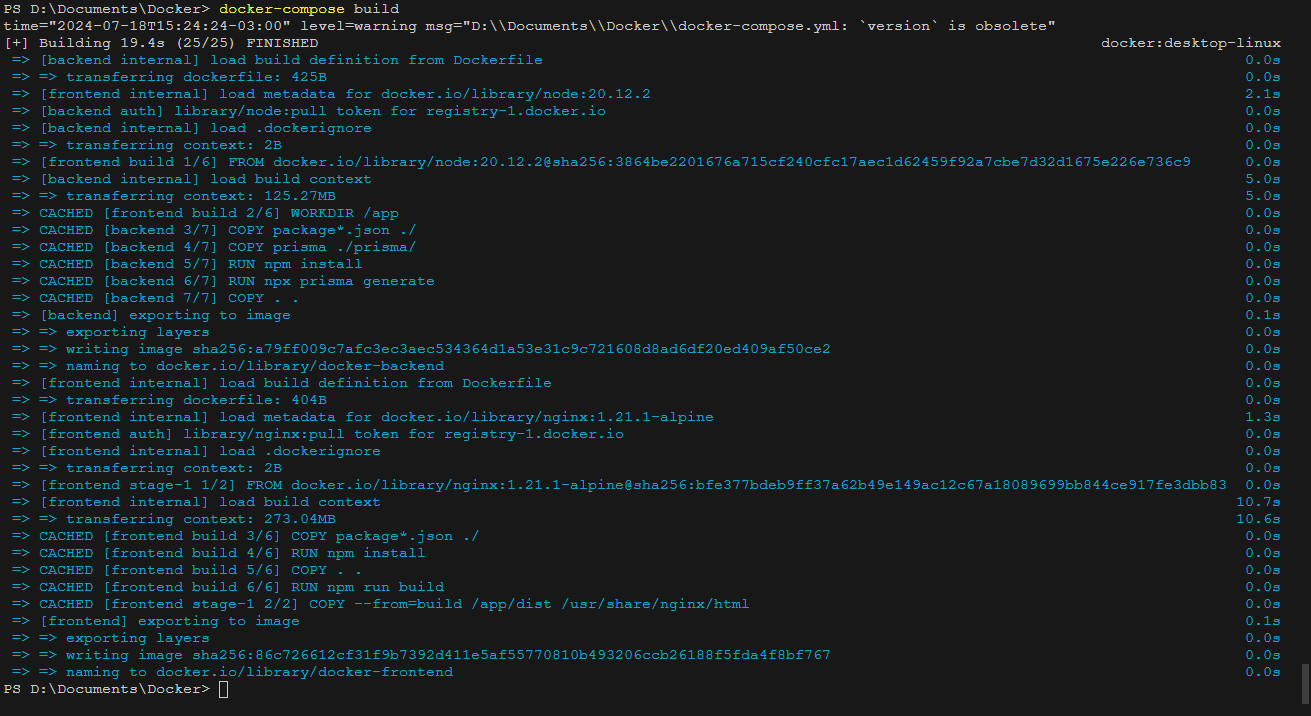 PS D:\Documents\Docker> docker-compose build
time="2024-07-18T15:24:24-03:00" level=warning msg="D:\\Documents\\Docker\\docker-compose.yml: `version` is obsolete"
[+] Building 19.4s (25/25) FINISHED docker:desktop-linux
=> [backend internal] load build definition from Dockerfile 0.0s
=> => transferring dockerfile: 425B 0.0s
=> [frontend internal] load metadata for docker.io/library/node:20.12.2 2.1s
=> [backend auth] library/node:pull token for registry-1.docker.io 0.0s
=> [backend internal] load .dockerignore 0.0s
=> => transferring context: 2B 0.0s
=> [frontend build 1/6] FROM docker.io/library/node:20.12.2@sha256:3864be2201676a715cf240cfc17aec1d62459f92a7cbe7d32d1675e226e736c9 0.0s
=> [backend internal] load build context 5.0s
=> => transferring context: 125.27MB 5.0s
=> CACHED [frontend build 2/6] WORKDIR /app 0.0s
=> CACHED [backend 3/7] COPY package*.json ./ 0.0s
=> CACHED [backend 4/7] COPY prisma ./prisma/ 0.0s
=> CACHED [backend 5/7] RUN npm install 0.0s
=> CACHED [backend 6/7] RUN npx prisma generate 0.0s
=> CACHED [backend 7/7] COPY . . 0.0s
=> [backend] exporting to image 0.1s
=> => exporting layers 0.0s
=> => writing image sha256:a79ff009c7afc3ec3aec534364d1a53e31c9c721608d8ad6df20ed409af50ce2 0.0s
=> => naming to docker.io/library/docker-backend 0.0s
=> [frontend internal] load build definition from Dockerfile 0.0s
=> => transferring dockerfile: 404B 0.0s
=> [frontend internal] load metadata for docker.io/library/nginx:1.21.1-alpine 1.3s
=> [frontend auth] library/nginx:pull token for registry-1.docker.io 0.0s
=> [frontend internal] load .dockerignore 0.0s
=> => transferring context: 2B 0.0s
=> [frontend stage-1 1/2] FROM docker.io/library/nginx:1.21.1-alpine@sha256:bfe377bdeb9ff37a62b49e149ac12c67a18089699bb844ce917fe3dbb83 0.0s
=> [frontend internal] load build context 10.7s
=> => transferring context: 273.04MB 10.6s
=> CACHED [frontend build 3/6] COPY package*.json ./ 0.0s
=> CACHED [frontend build 4/6] RUN npm install 0.0s
=> CACHED [frontend build 5/6] COPY . . 0.0s
=> CACHED [frontend build 6/6] RUN npm run build 0.0s
=> CACHED [frontend stage-1 2/2] COPY --from=build /app/dist /usr/share/nginx/html 0.0s
=> [frontend] exporting to image 0.1s
=> => exporting layers 0.0s
=> => writing image sha256:86c726612cf31f9b7392d411e5af55770810b493206ccb26188f5fda4f8bf767 0.0s
=> => naming to docker.io/library/docker-frontend 0.0s
PS D:\Documents\Docker>